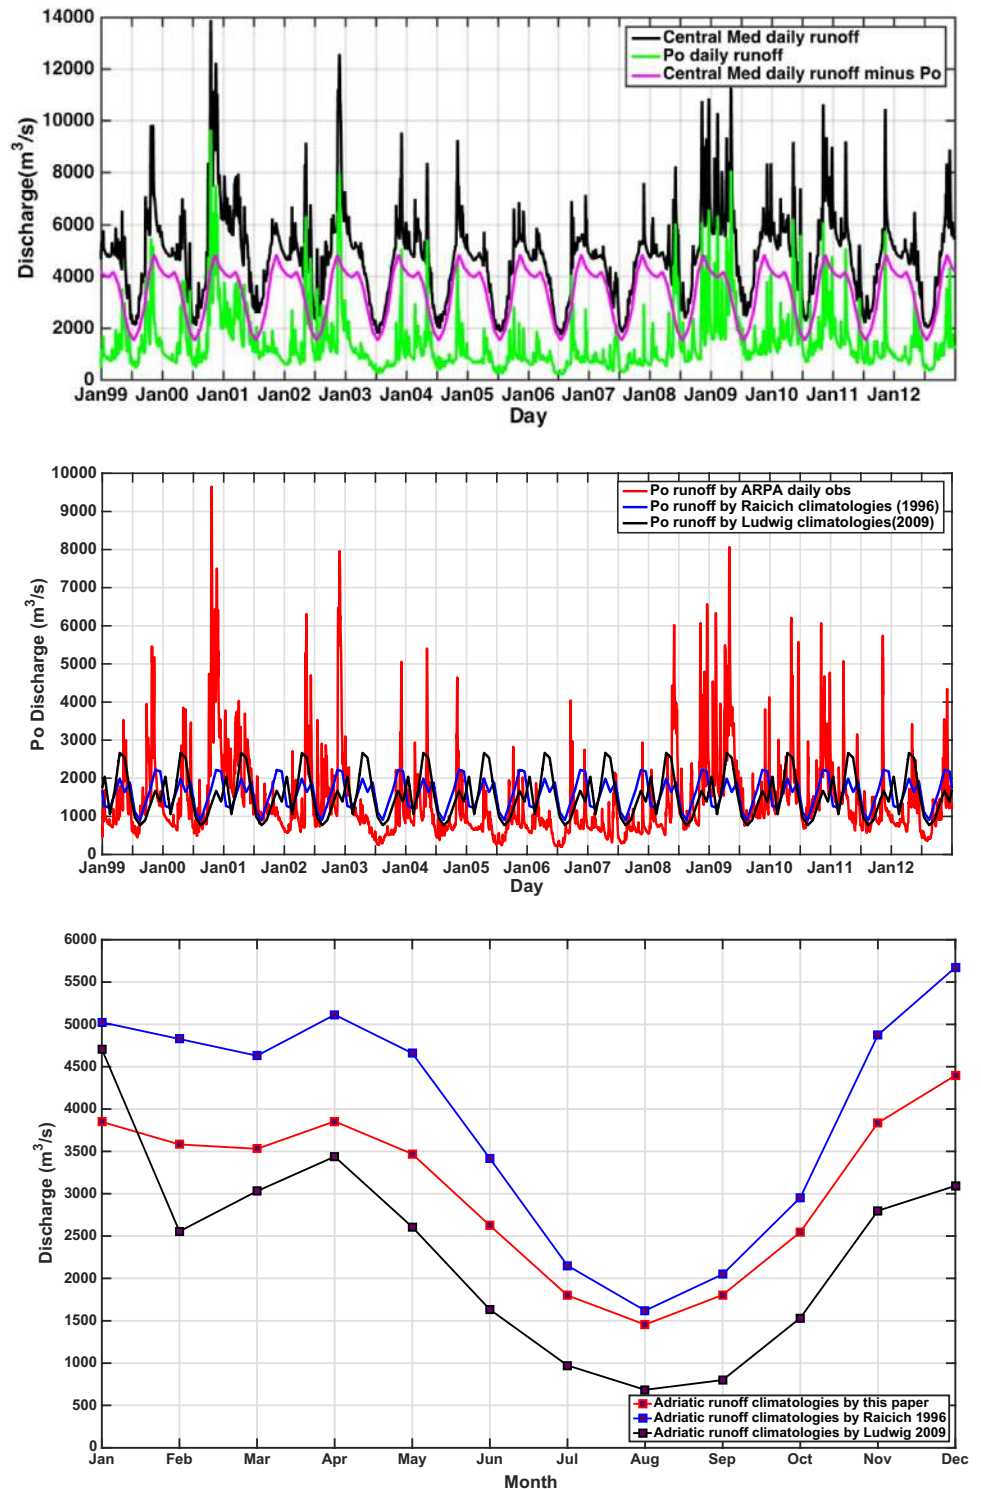 14000
12000
10000
8000
6000
4000
2000
0
Discharge(m³/s)
Central Med daily runoff
Po daily runoff
Central Med daily runoff minus Po
Jan99 Jan00 Jan01 Jan02 Jan03 Jan04 Jan05 Jan06 Jan07 Jan08 Jan09 Jan10 Jan11 Jan12
Day
10000
9000
8000
7000
6000
5000
4000
3000
2000
1000
0
Po Discharge (m³/s)
Po runoff by ARPA daily obs
Po runoff by Raicich climatologies (1996)
Po runoff by Ludwig climatologies(2009)
Jan99 Jan00 Jan01 Jan02 Jan03 Jan04 Jan05 Jan06 Jan07 Jan08 Jan09 Jan10 Jan11 Jan12
Day
6000
5500
5000
4500
4000
3500
3000
2500
2000
1500
1000
500
0
Discharge (m³/s)
Adriatic runoff climatologies by this paper
Adriatic runoff climatologies by Raicich 1996
Adriatic runoff climatologies by Ludwig 2009
Jan Feb Mar Apr May Jun Jul Aug Sep Oct Nov Dec
Month